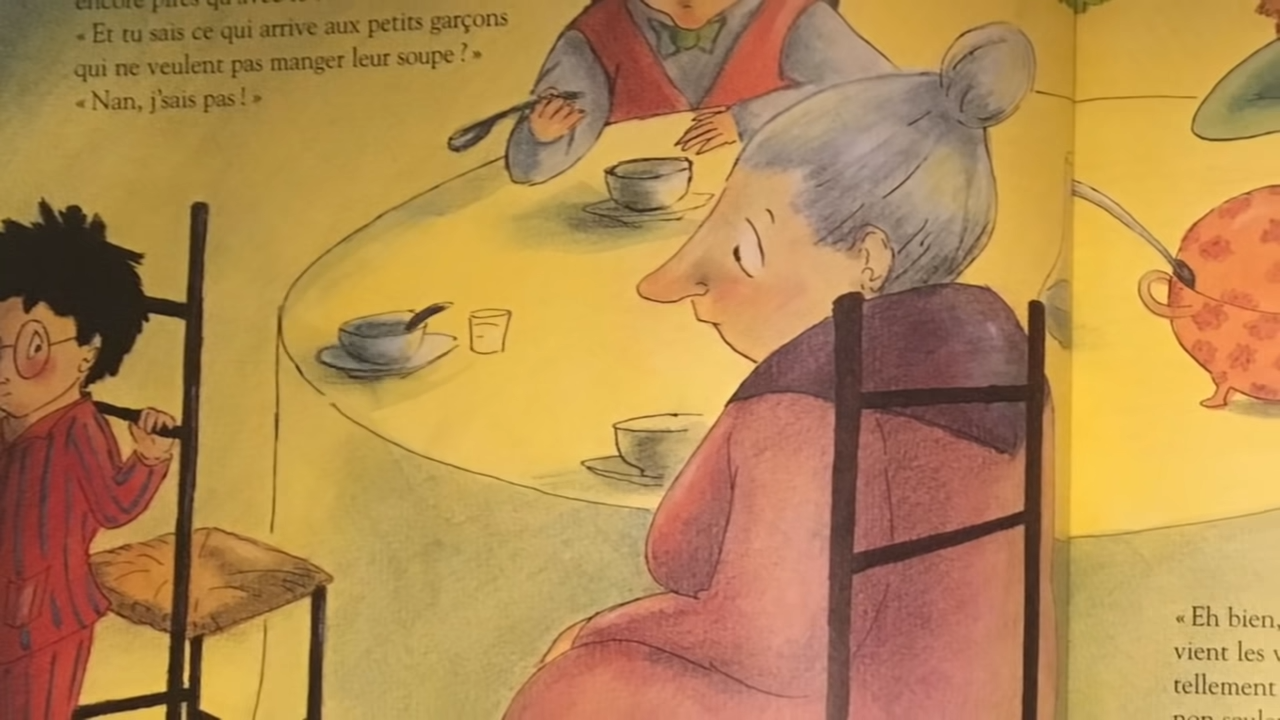 « Et tu sais ce qui arrive aux petits garçons
qui ne veulent pas manger leur soupe ? »
« Nan, j'sais pas ! »
« Eh bien,
vient les
tellement